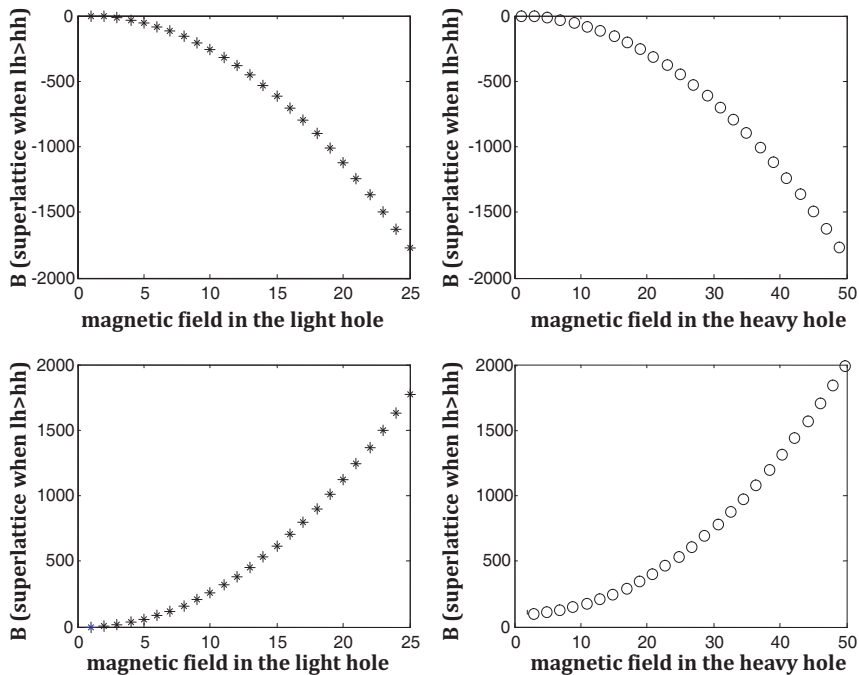 B (superlattice when lh>hh)
0
-500
-1000
-1500
-2000
0 5 10 15 20 25
magnetic field in the light hole
B (superlattice when lh>hh)
0
-500
-1000
-1500
-2000
0 10 20 30 40 50
magnetic field in the heavy hole
B (superlattice when lh>hh)
2000
1500
1000
500
0
0 5 10 15 20 25
magnetic field in the light hole
B (superlattice when lh>hh)
2000
1500
1000
500
0
0 10 20 30 40 50
magnetic field in the heavy hole